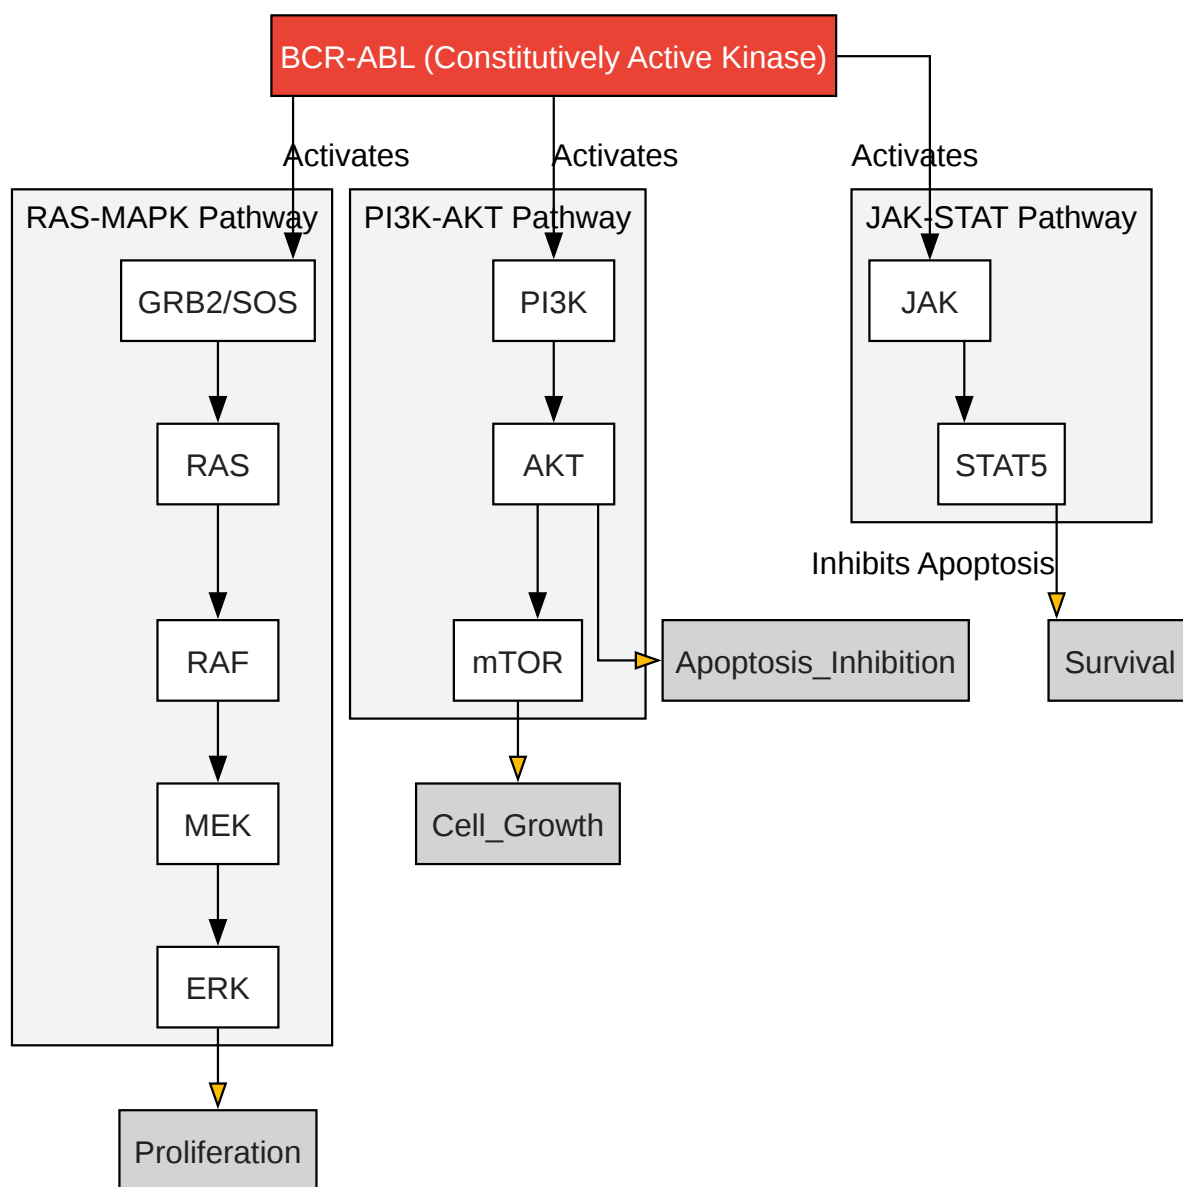 BCR-ABL (Constitutively Active Kinase)
Activates
Activates
Activates
RAS-MAPK Pathway
PI3K-AKT Pathway
JAK-STAT Pathway
GRB2/SOS
PI3K
JAK
RAS
AKT
STAT5
Inhibits Apoptosis
RAF
mTOR
Apoptosis_Inhibition
Survival
MEK
Cell_Growth
ERK
Proliferation